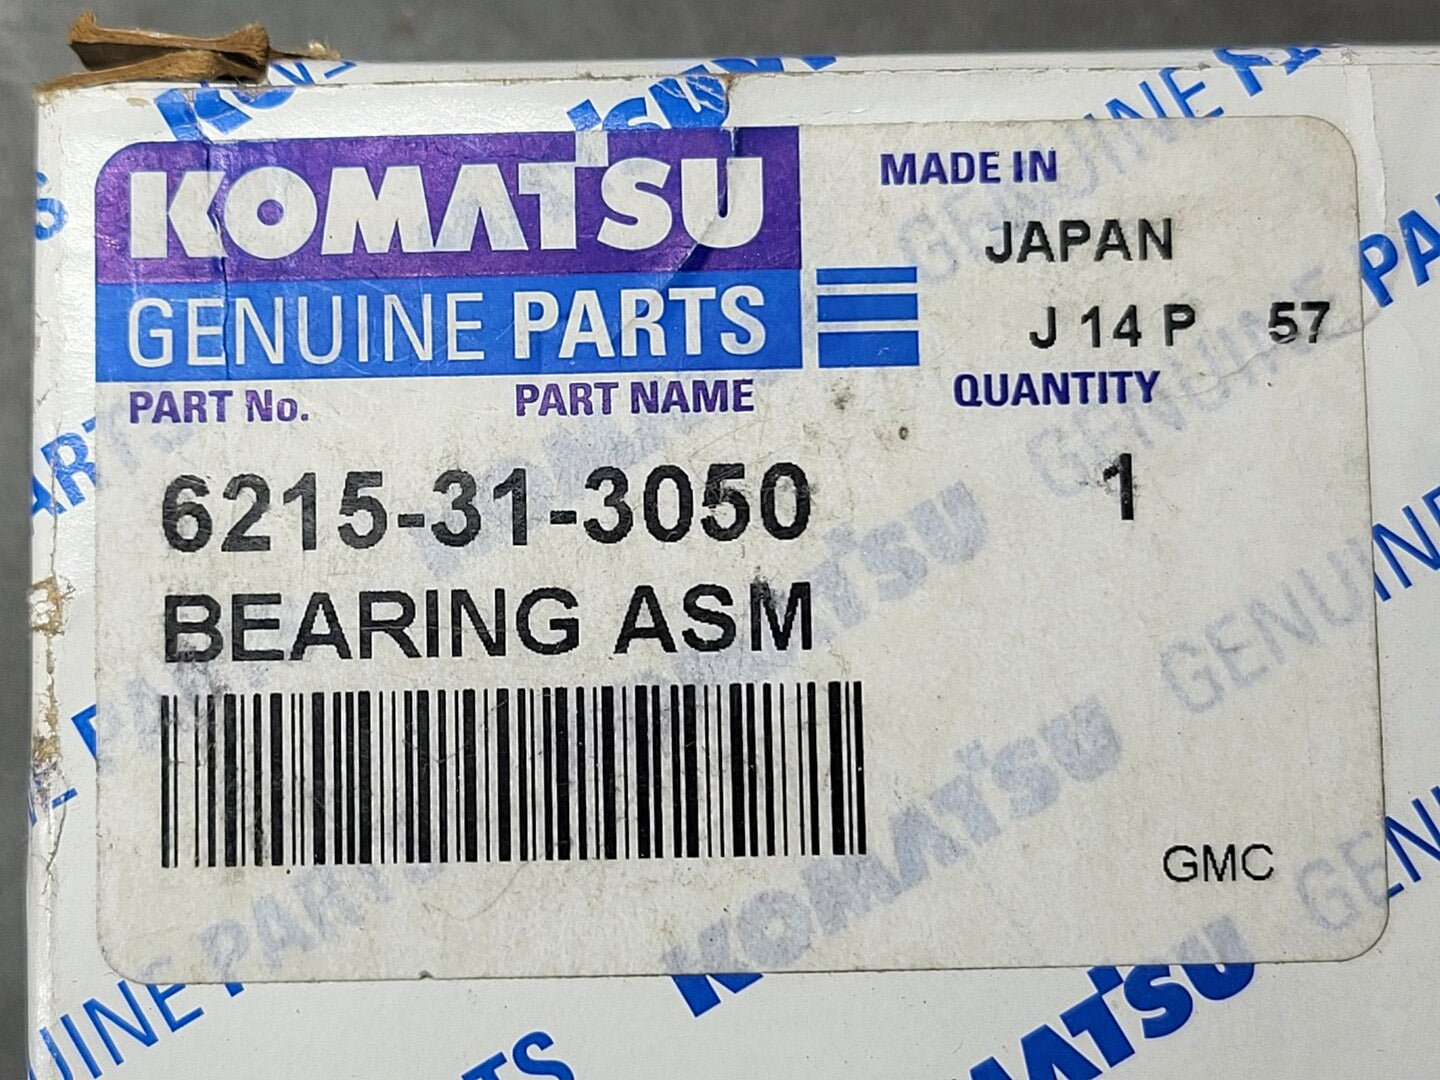 KOMATSU
GENUINE PARTS
MADE IN
JAPAN
J 14 P 57
PART No. PART NAME QUANTITY
6215-31-3050 1
BEARING ASM
GMC